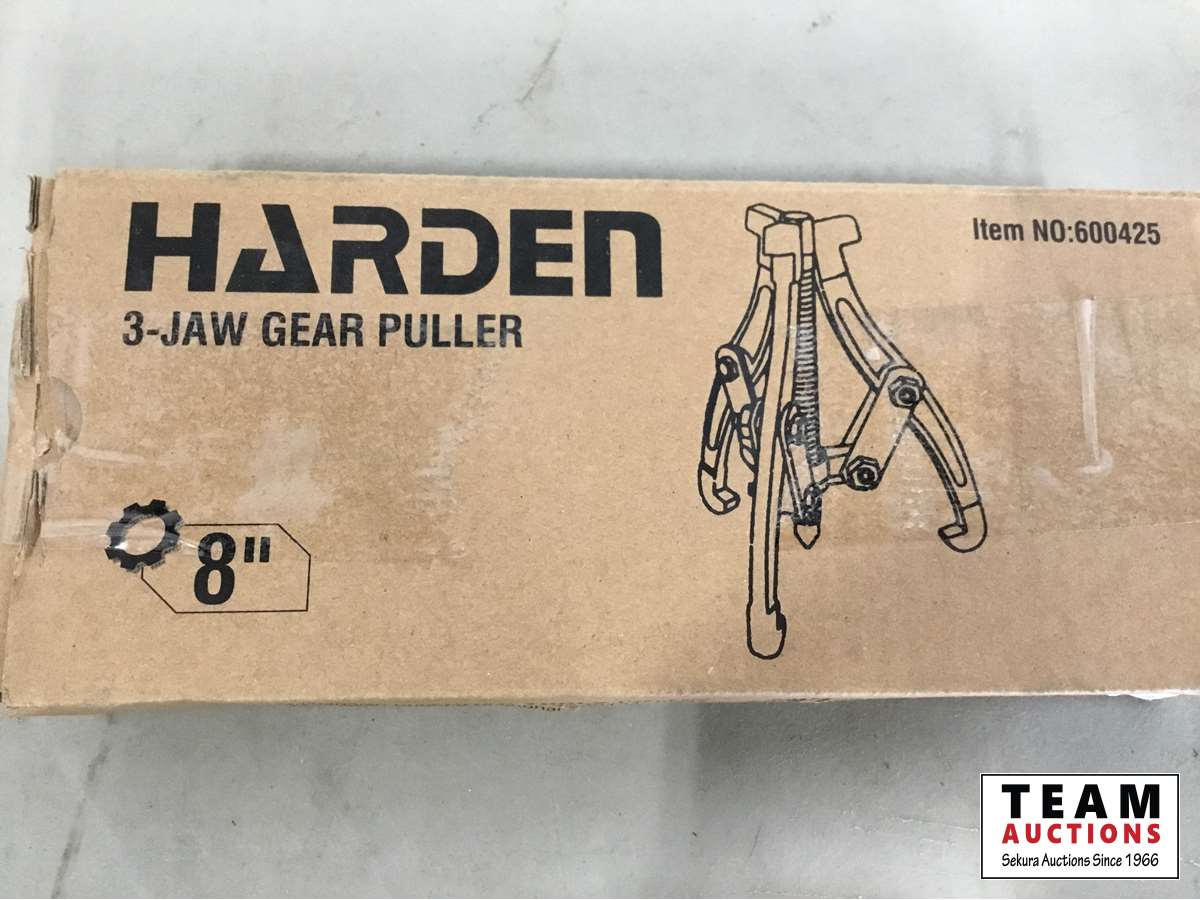 HARDEN
Item NO:600425
3-JAW GEAR PULLER
8"
TEAM
AUCTIONS
Sekura Auctions Since 1966